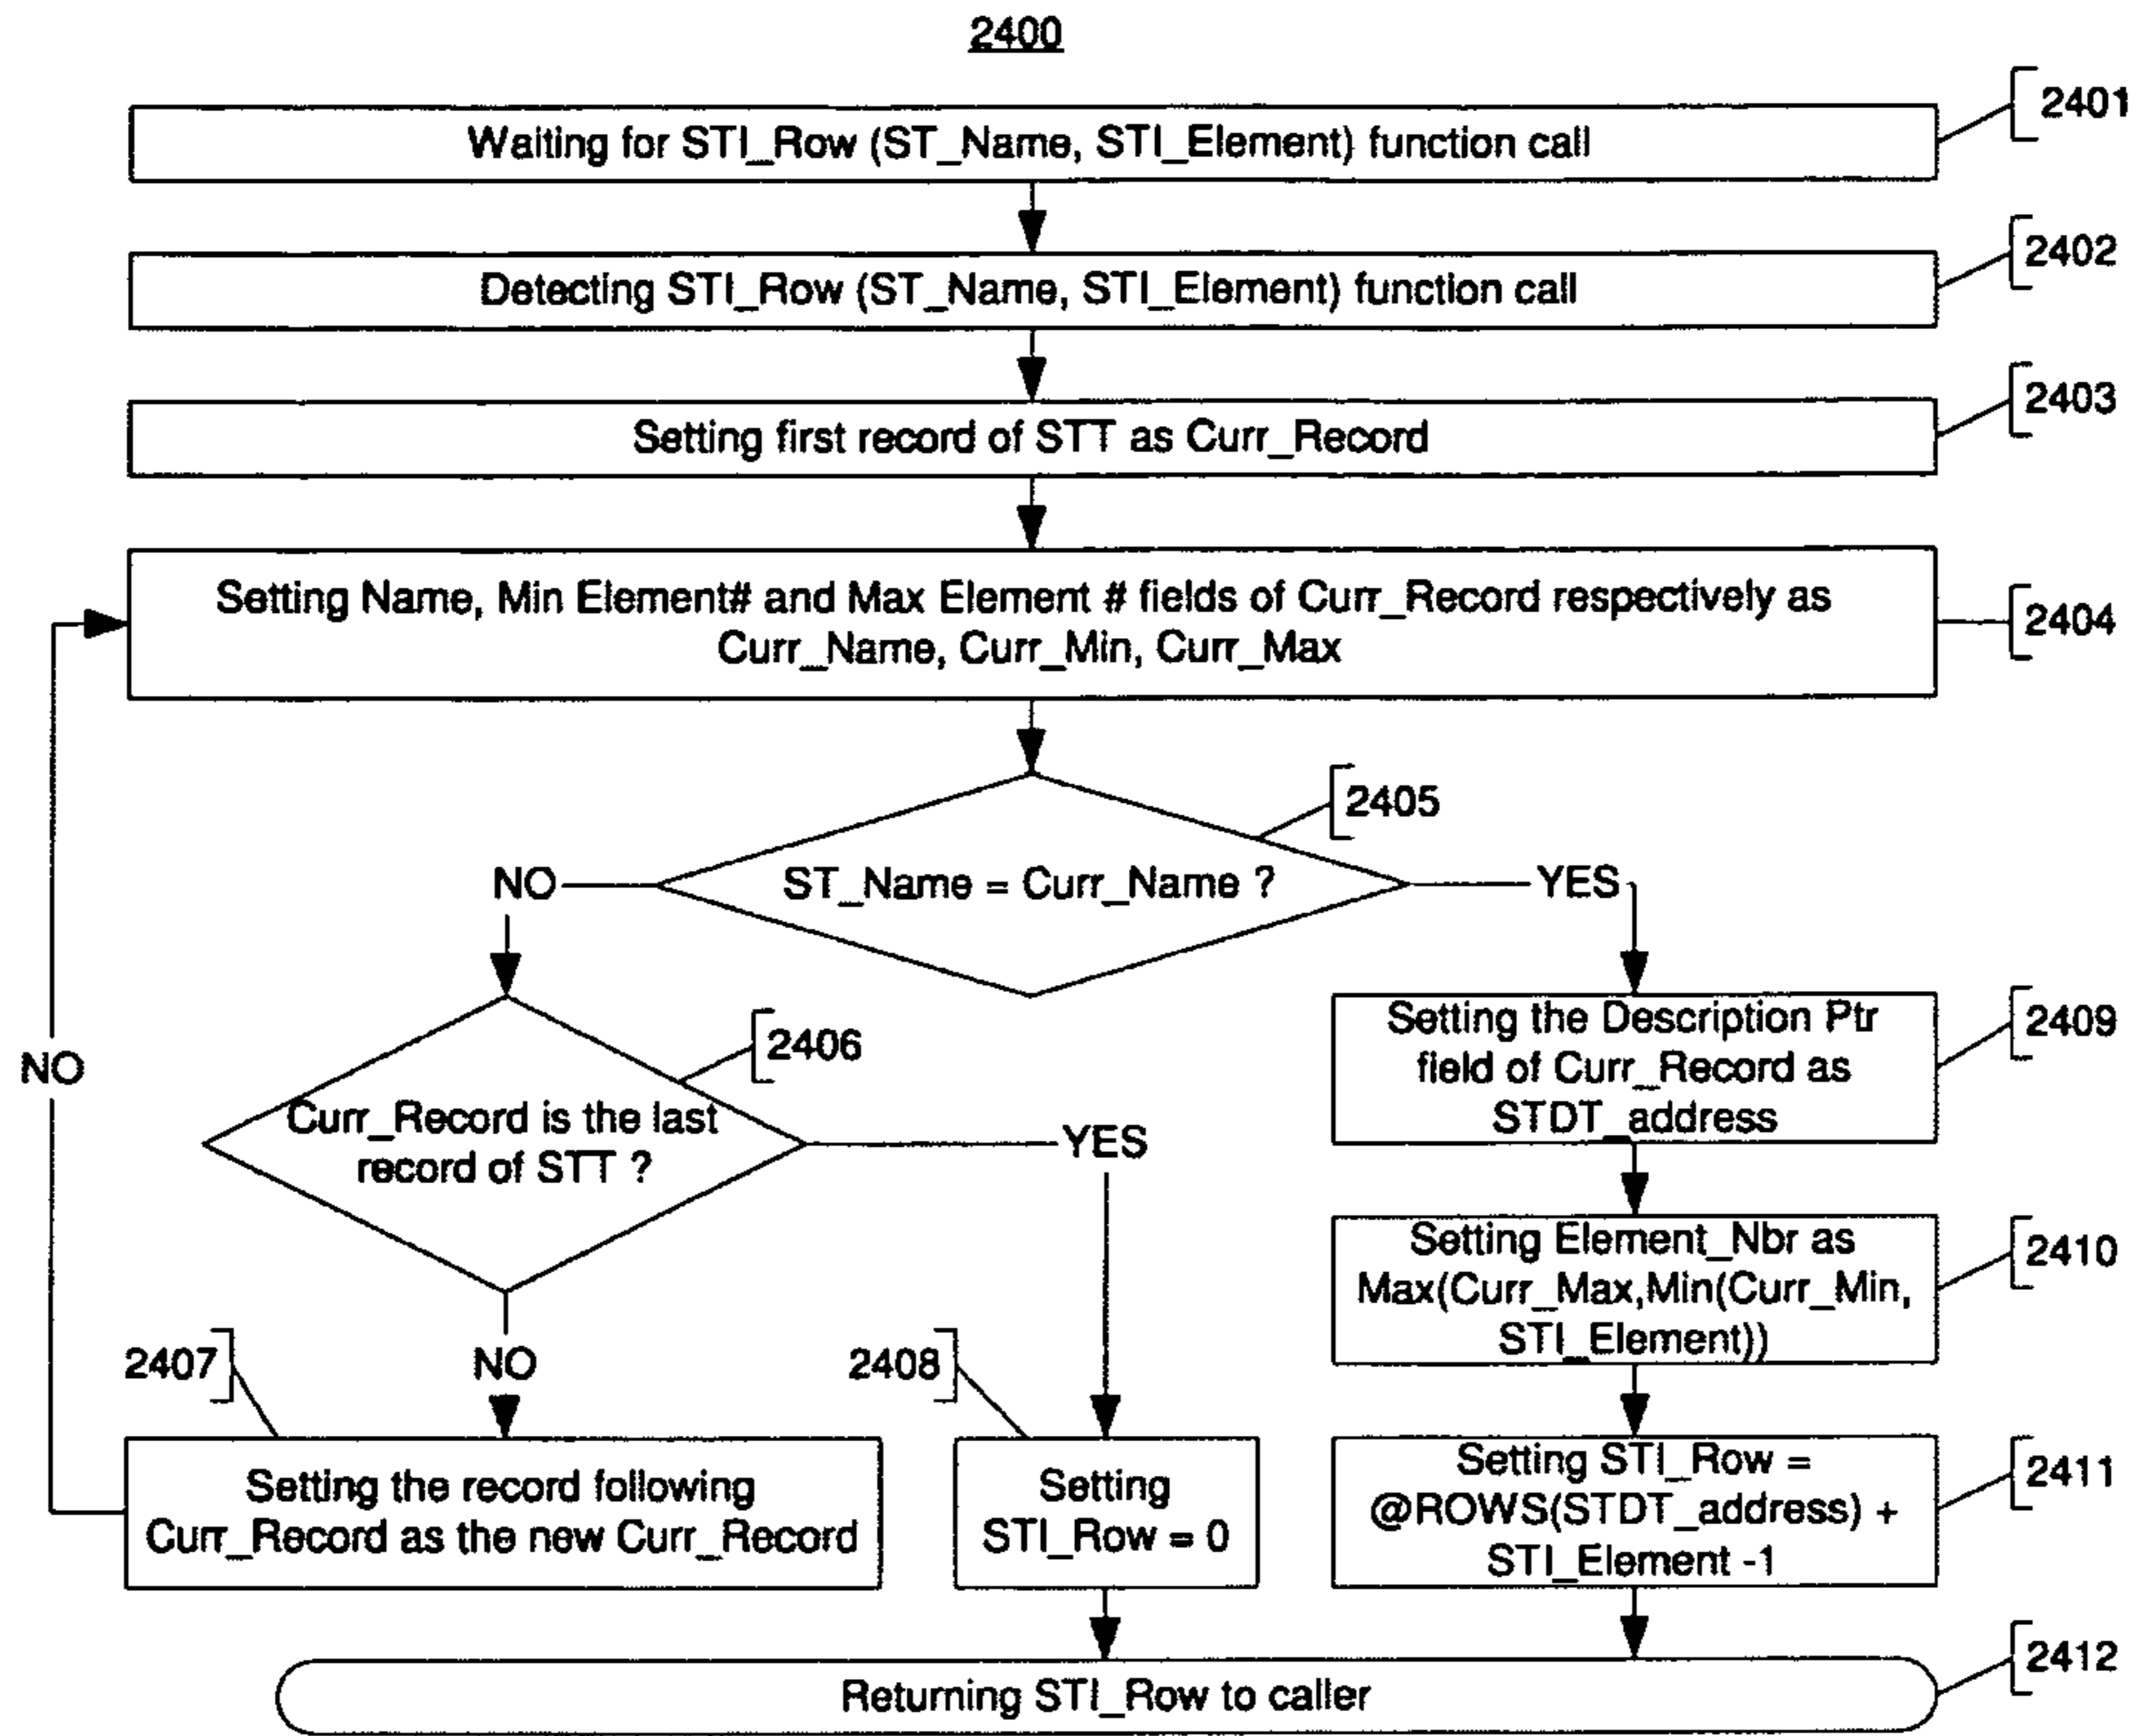 2400
Waiting for STI_Row (ST_Name, STI_Element) function call
2401
Detecting STI_Row (ST_Name, STI_Element) function call
2402
Setting first record of STT as Curr_Record
2403
Setting Name, Min Element# and Max Element # fields of Curr_Record respectively as
Curr_Name, Curr_Min, Curr_Max
2404
2405
NO
ST_Name = Curr_Name ?
YES
2406
Curr_Record is the last
record of STT ?
YES
NO
NO
Setting the Description Ptr
field of Curr_Record as
STDT_address
2409
Setting Element_Nbr as
Max(Curr_Max,Min(Curr_Min,
STI_Element))
2410
2407
Setting the record following
Curr_Record as the new Curr_Record
2408
Setting
STI_Row = 0
Setting STI_Row =
@ROWS(STDT_address) +
STI_Element -1
2411
Returning STI_Row to caller
2412